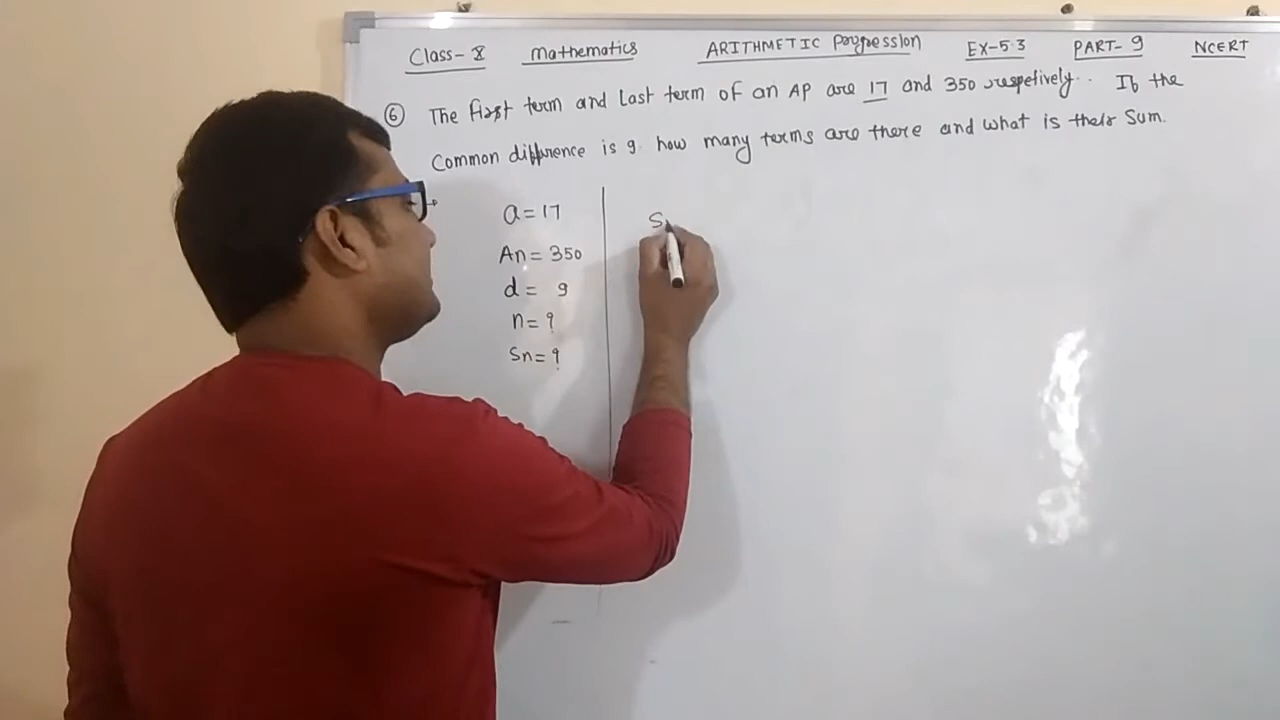 Class- X Mathematics ARITHMETIC Progression EX-5.3 PART- 9 NCERT
6 The first term and Last term of an AP are 17 and 350 respetively. If the
Common difference is 9 how many terms are there and what is their Sum.
a = 17
An = 350
d = 9
n = ?
Sn = ?
S